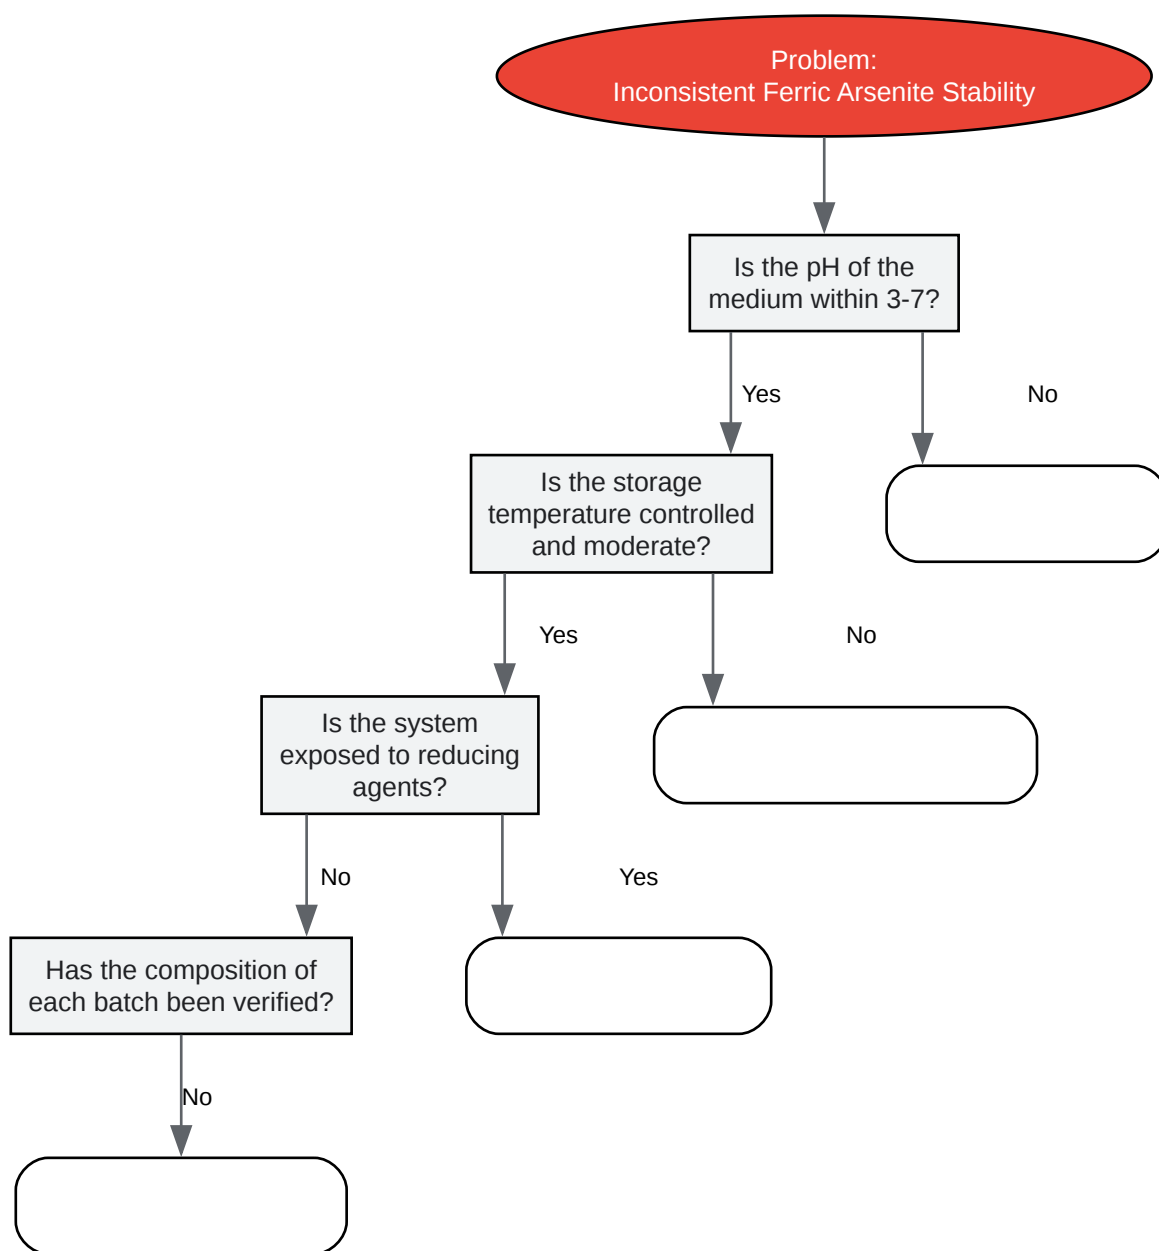 Problem:
Inconsistent Ferric Arsenite Stability
Is the pH of the
medium within 3-7?
Yes
No
Is the storage
temperature controlled
and moderate?
Yes
No
Is the system
exposed to reducing
agents?
No
Yes
Has the composition of
each batch been verified?
No